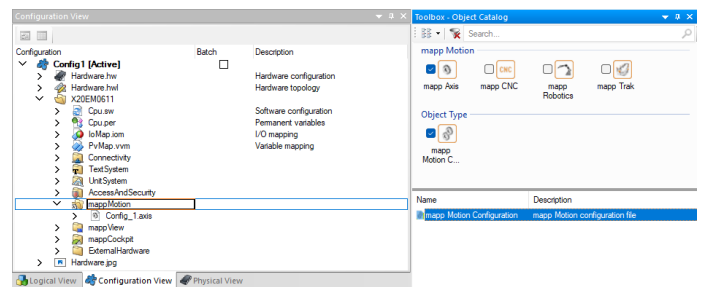 Configuration View
Configuration Batch Description
Config1 [Active]
Hardware.hw Hardware configuration
Hardware.hwl Hardware topology
X20EM0611
Cpu.sw Software configuration
Cpu.per Permanent variables
IoMap.iom I/O mapping
PvMap.vvm Variable mapping
Connectivity
TextSystem
UnitSystem
AccessAndSecurity
mappMotion
Config_1.axis
mappView
mappCockpit
ExternalHardware
Hardware.jpg
Logical View Configuration View Physical View
Toolbox - Object Catalog
Search...
mapp Motion
CNC
mapp Axis mapp CNC mapp Robotics mapp Trak
Object Type
mapp
Motion C...
Name Description
mapp Motion Configuration mapp Motion configuration file